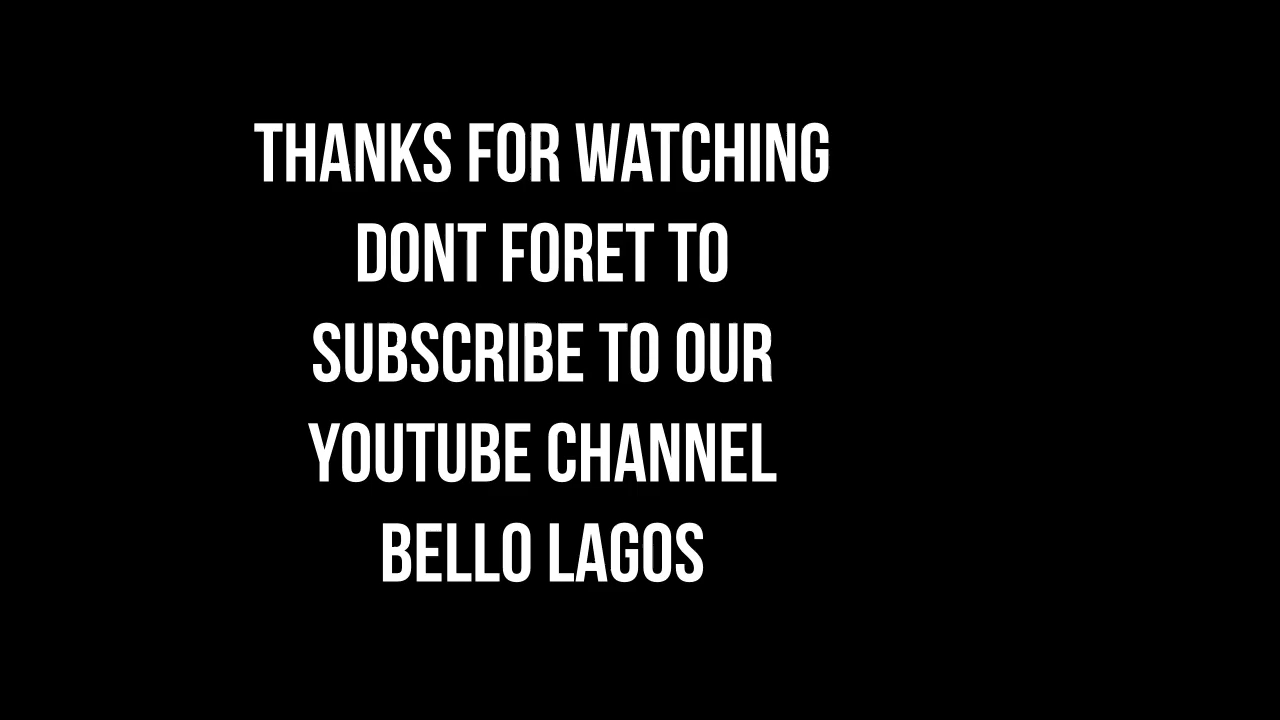 THANKS FOR WATCHING
DONT FORET TO
SUBSCRIBE TO OUR
YOUTUBE CHANNEL
BELLO LAGOS